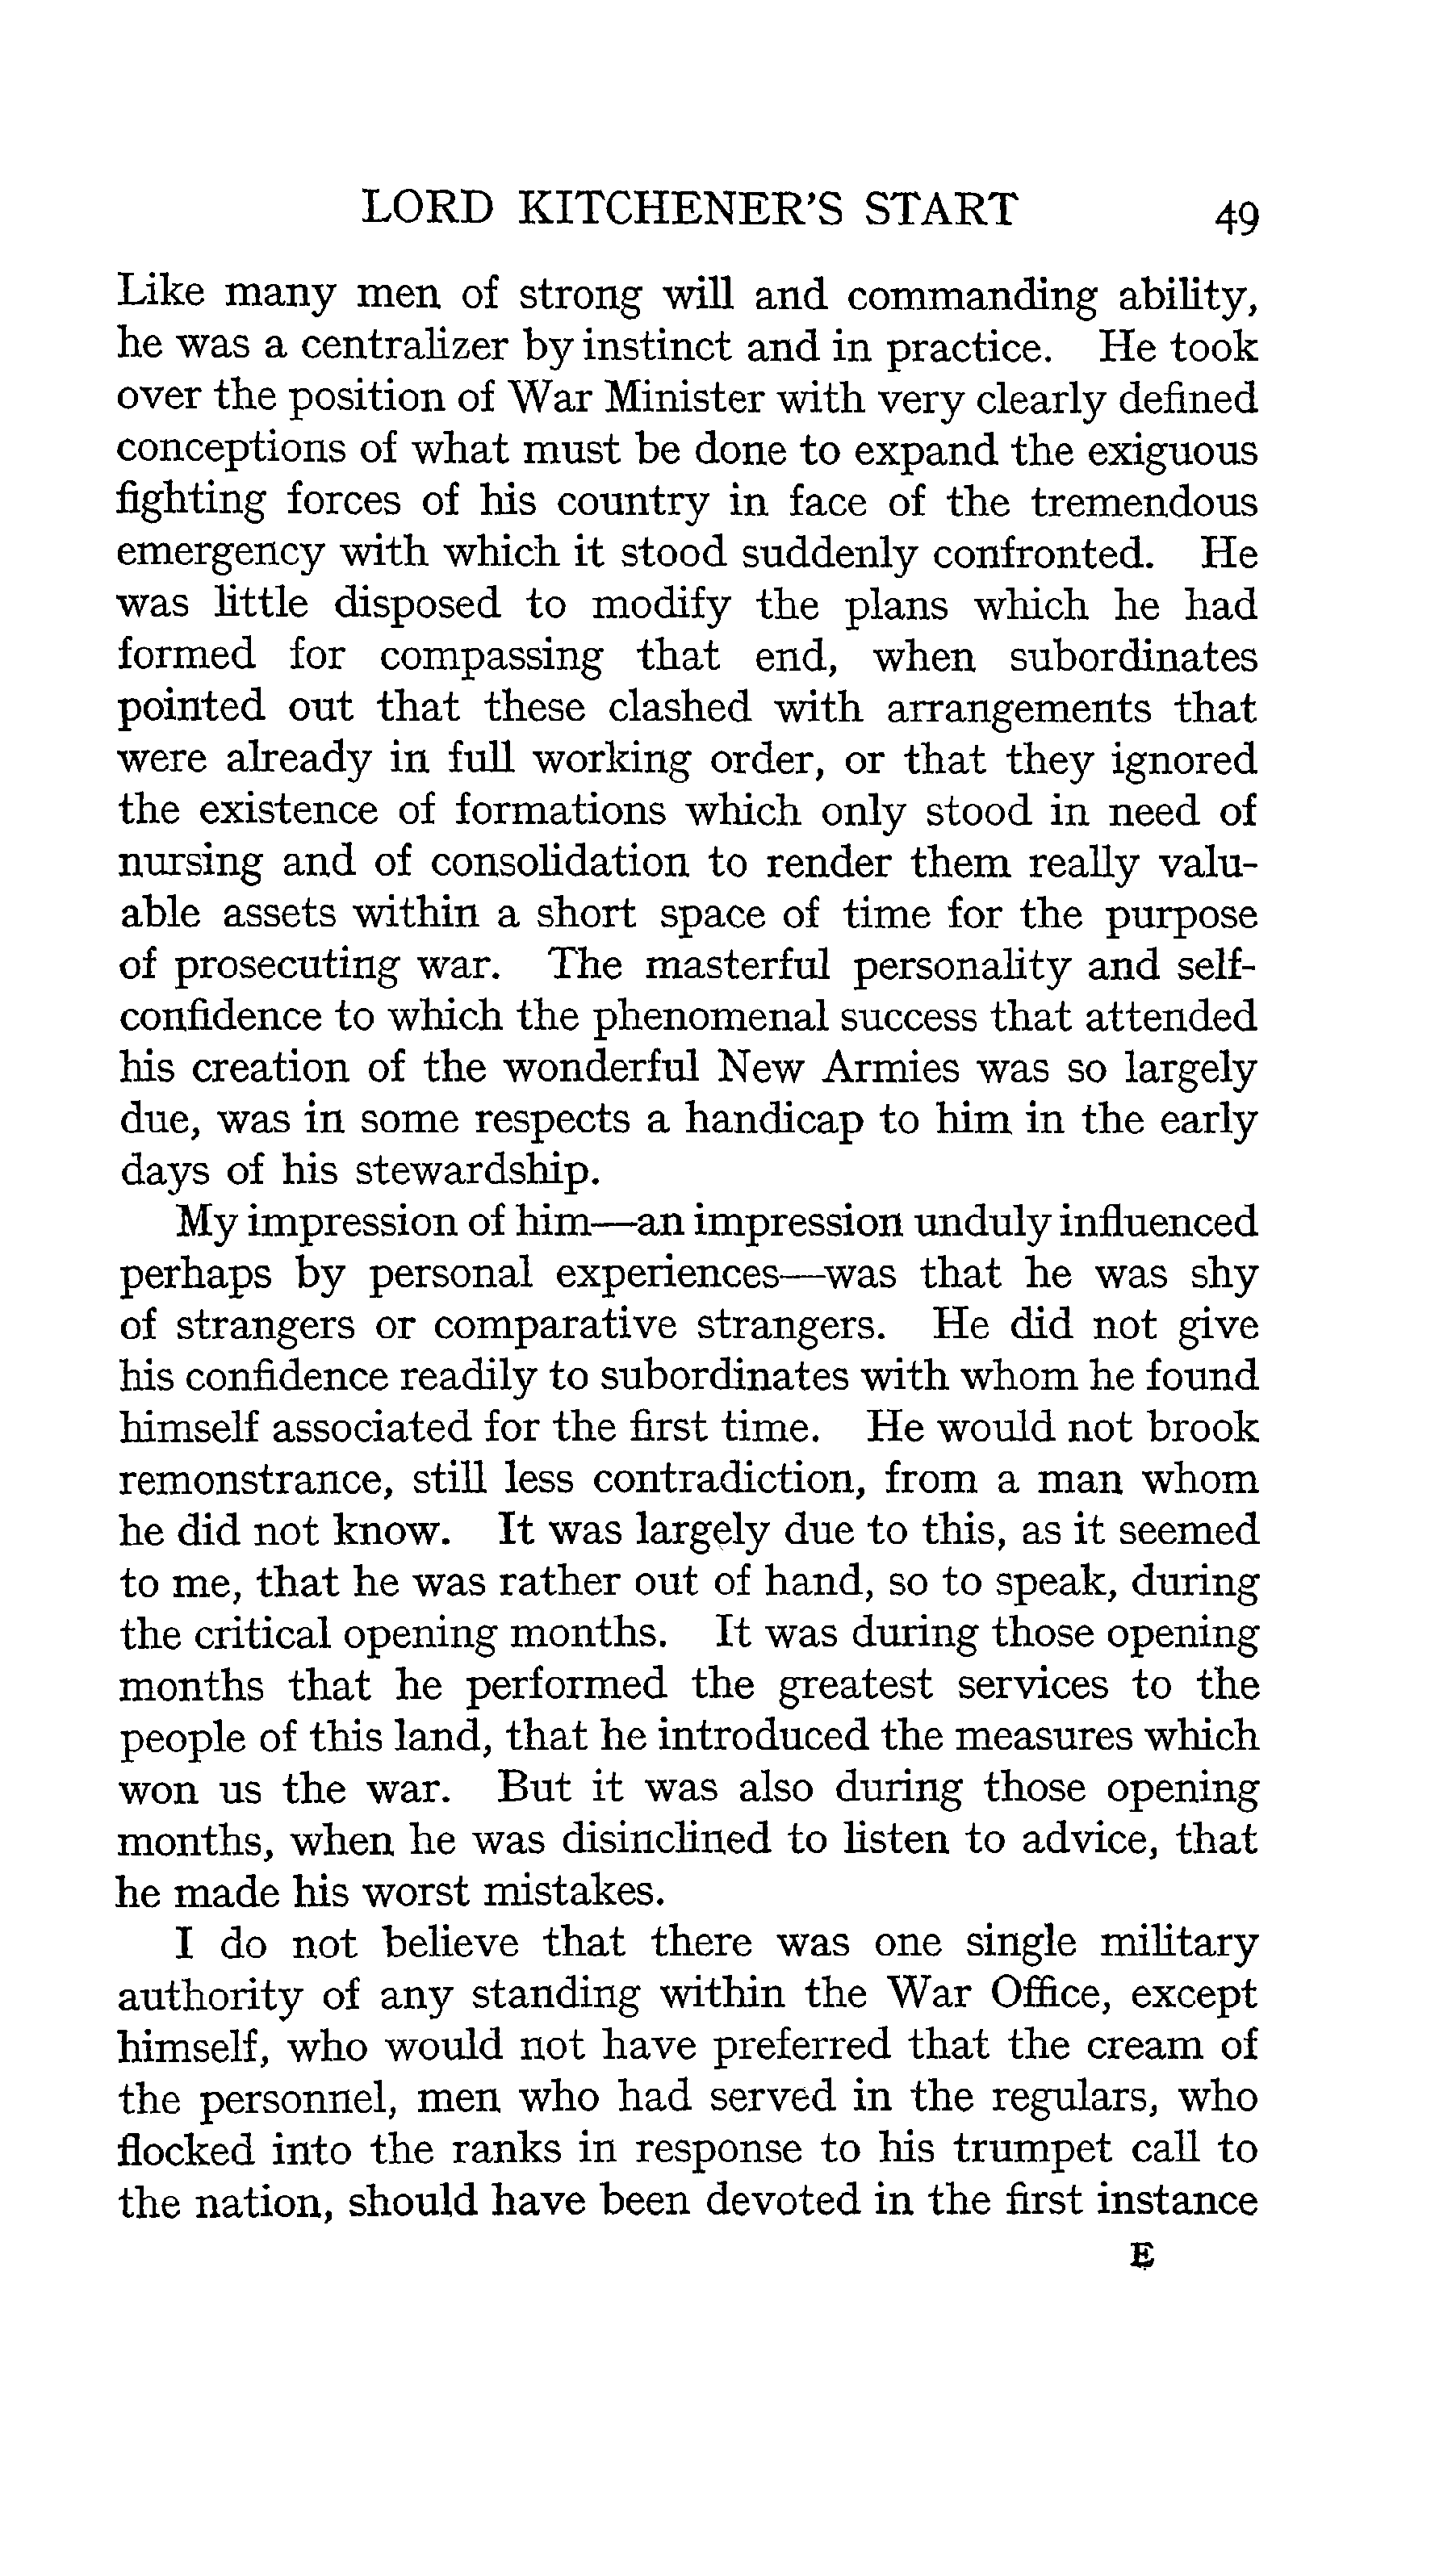 LORD KITCHENER'S START 49
Like many men of strong will and commanding ability,
he was a centralizer by instinct and in practice. He took
over the position of War Minister with very clearly defined
conceptions of what must be done to expand the exiguous
fighting forces of his country in face of the tremendous
emergency with which it stood suddenly confronted. He
was little disposed to modify the plans which he had
formed for compassing that end, when subordinates
pointed out that these clashed with arrangements that
were already in full working order, or that they ignored
the existence of formations which only stood in need of
nursing and of consolidation to render them really valu-
able assets within a short space of time for the purpose
of prosecuting war. The masterful personality and self-
confidence to which the phenomenal success that attended
his creation of the wonderful New Armies was so largely
due, was in some respects a handicap to him in the early
days of his stewardship.
My impression of him—an impression unduly influenced
perhaps by personal experiences—was that he was shy
of strangers or comparative strangers. He did not give
his confidence readily to subordinates with whom he found
himself associated for the first time. He would not brook
remonstrance, still less contradiction, from a man whom
he did not know. It was largely due to this, as it seemed
to me, that he was rather out of hand, so to speak, during
the critical opening months. It was during those opening
months that he performed the greatest services to the
people of this land, that he introduced the measures which
won us the war. But it was also during those opening
months, when he was disinclined to listen to advice, that
he made his worst mistakes.
I do not believe that there was one single military
authority of any standing within the War Office, except
himself, who would not have preferred that the cream of
the personnel, men who had served in the regulars, who
flocked into the ranks in response to his trumpet call to
the nation, should have been devoted in the first instance
E